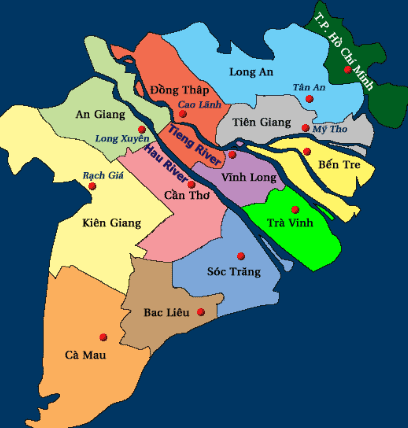 T.P. Hồ Chí Minh
Long An
Đồng Thâp
Tân An
Cao Lãnh
An Giang
Tiên Giang
Mỹ Tho
Long Xuyên
Tieng River
Hau River
Bến Tre
Rạch Giá
Vĩnh Long
Cần Thơ
Kiên Giang
Trà Vinh
Sóc Trăng
Bac Liêu
Cà Mau